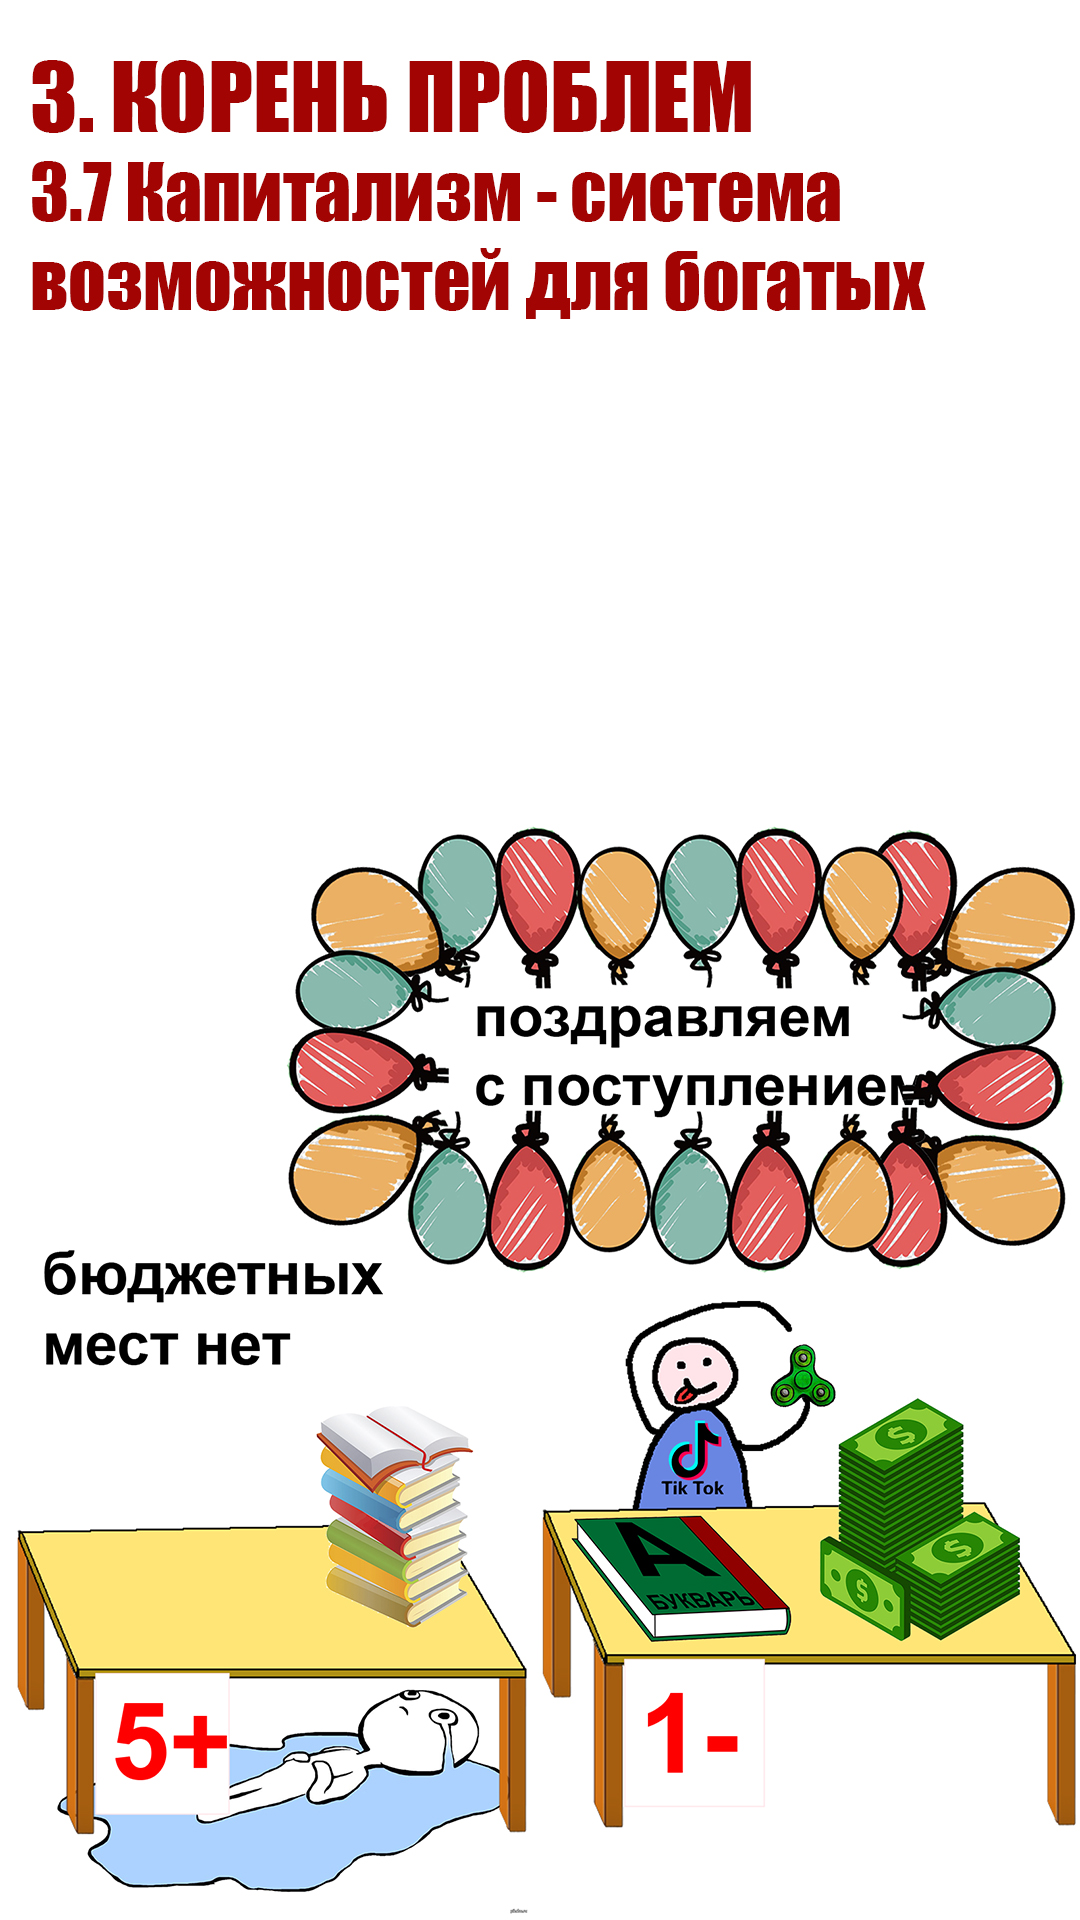 3. КОРЕНЬ ПРОБЛЕМ
3.7 Капитализм - система
возможностей для богатых
поздравляем
с поступлением
бюджетных
мест нет
Tik Tok
А
БУКВАРЬ
5+
1-